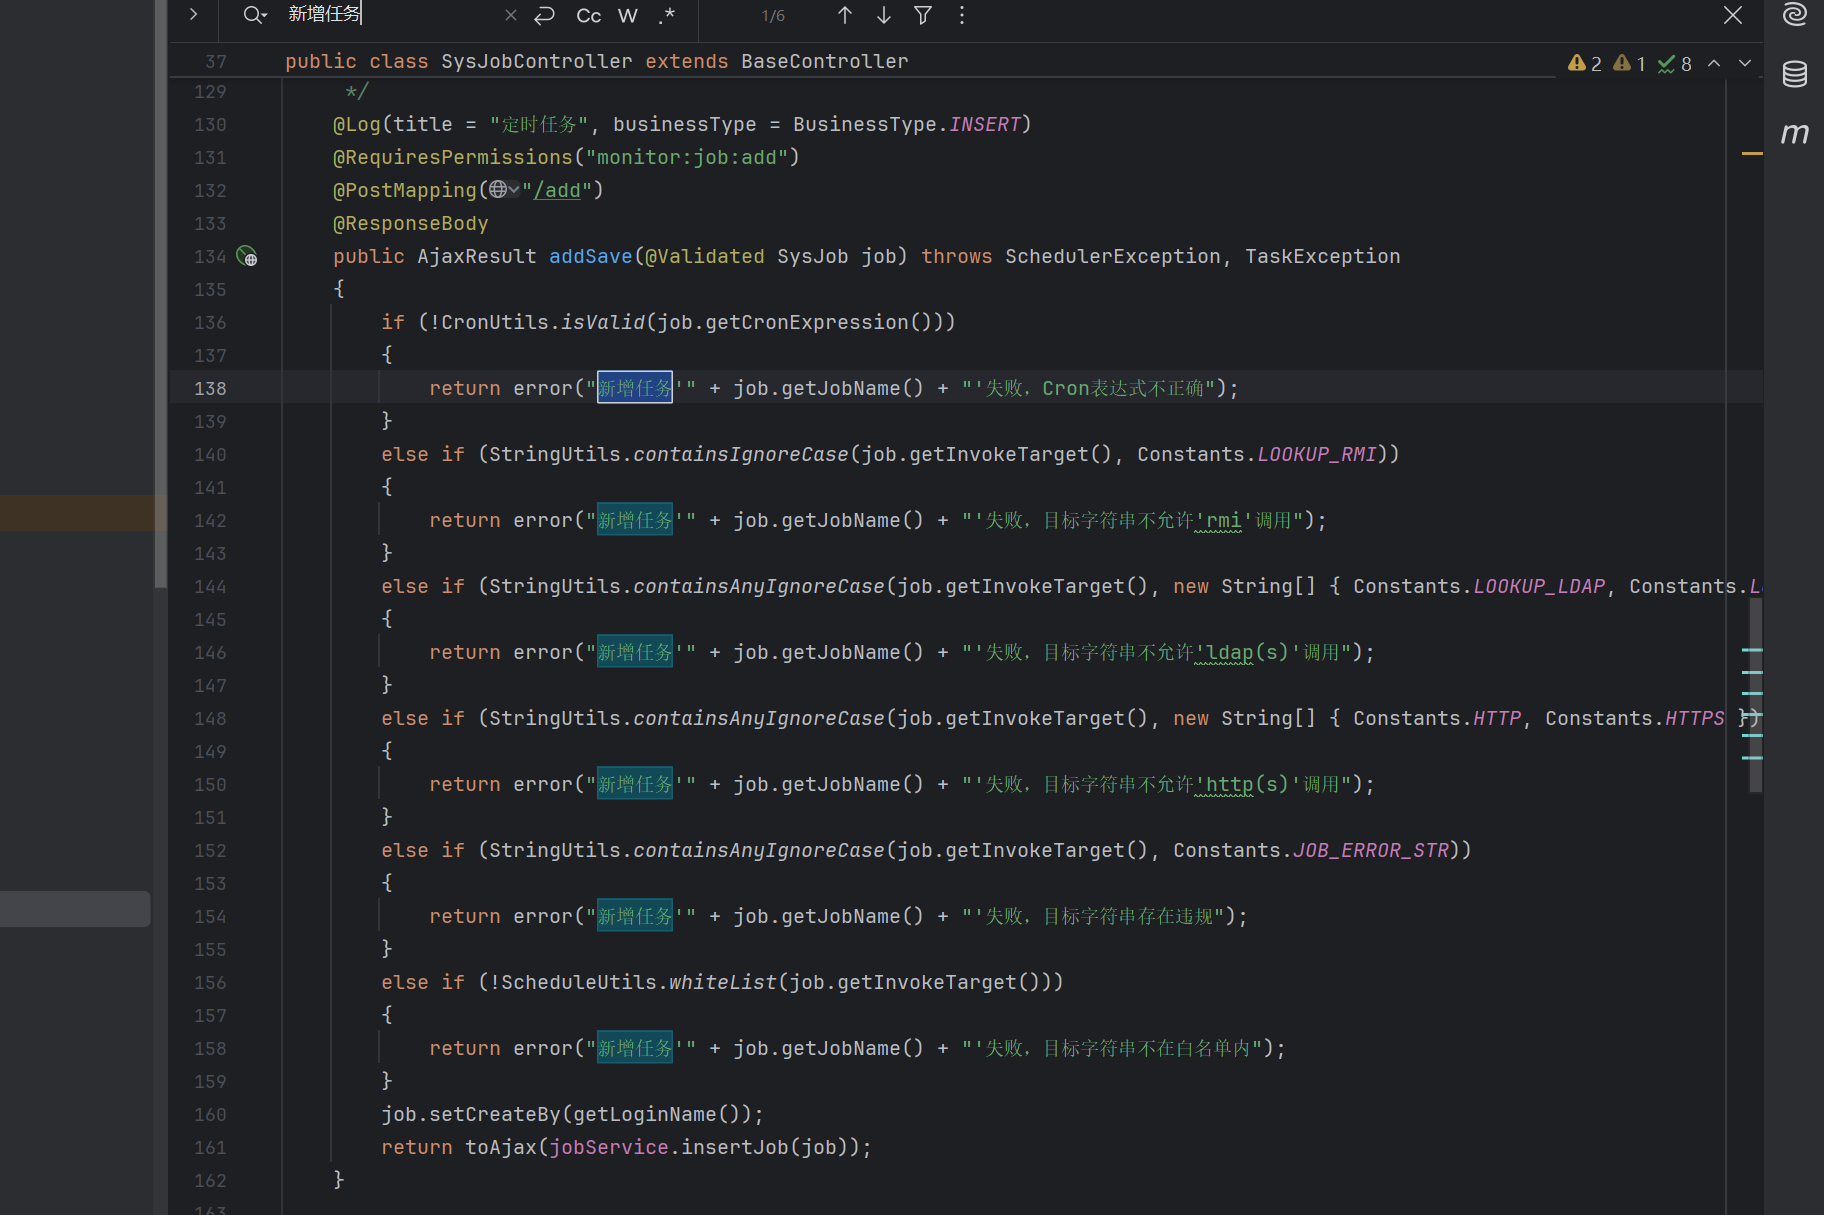 新增任务 Cc W .* 1/6
37 public class SysJobController extends BaseController 2 1 8
129 */
130 @Log(title = "定时任务", businessType = BusinessType.INSERT)
131 @RequiresPermissions("monitor:job:add")
132 @PostMapping("/add")
133 @ResponseBody
134 public AjaxResult addSave(@Validated SysJob job) throws SchedulerException, TaskException
135 {
136 if (!CronUtils.isValid(job.getCronExpression()))
137 {
138 return error("新增任务'" + job.getJobName() + "'失败，Cron表达式不正确");
139 }
140 else if (StringUtils.containsIgnoreCase(job.getInvokeTarget(), Constants.LOOKUP_RMI))
141 {
142 return error("新增任务'" + job.getJobName() + "'失败，目标字符串不允许'rmi'调用");
143 }
144 else if (StringUtils.containsAnyIgnoreCase(job.getInvokeTarget(), new String[] { Constants.LOOKUP_LDAP, Constants.L
145 {
146 return error("新增任务'" + job.getJobName() + "'失败，目标字符串不允许'ldap(s)'调用");
147 }
148 else if (StringUtils.containsAnyIgnoreCase(job.getInvokeTarget(), new String[] { Constants.HTTP, Constants.HTTPS })
149 {
150 return error("新增任务'" + job.getJobName() + "'失败，目标字符串不允许'http(s)'调用");
151 }
152 else if (StringUtils.containsAnyIgnoreCase(job.getInvokeTarget(), Constants.JOB_ERROR_STR))
153 {
154 return error("新增任务'" + job.getJobName() + "'失败，目标字符串存在违规");
155 }
156 else if (!ScheduleUtils.whiteList(job.getInvokeTarget()))
157 {
158 return error("新增任务'" + job.getJobName() + "'失败，目标字符串不在白名单内");
159 }
160 job.setCreateBy(getLoginName());
161 return toAjax(jobService.insertJob(job));
162 }
163
m